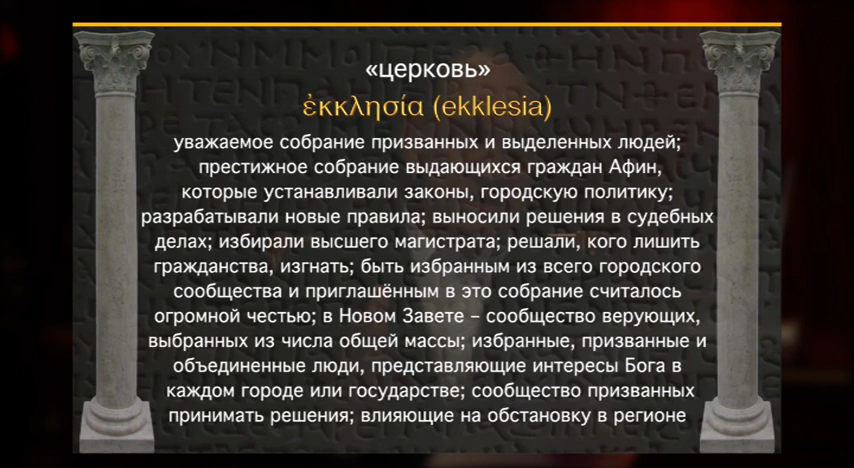 «церковь»
ἐκκλησία (ekklesia)
уважаемое собрание призванных и выделенных людей;
престижное собрание выдающихся граждан Афин,
которые устанавливали законы, городскую политику;
разрабатывали новые правила; выносили решения в судебных
делах; избирали высшего магистрата; решали, кого лишить
гражданства, изгнать; быть избранным из всего городского
сообщества и приглашённым в это собрание считалось
огромной честью; в Новом Завете – сообщество верующих,
выбранных из числа общей массы; избранные, призванные и
объединенные люди, представляющие интересы Бога в
каждом городе или государстве; сообщество призванных
принимать решения; влияющие на обстановку в регионе